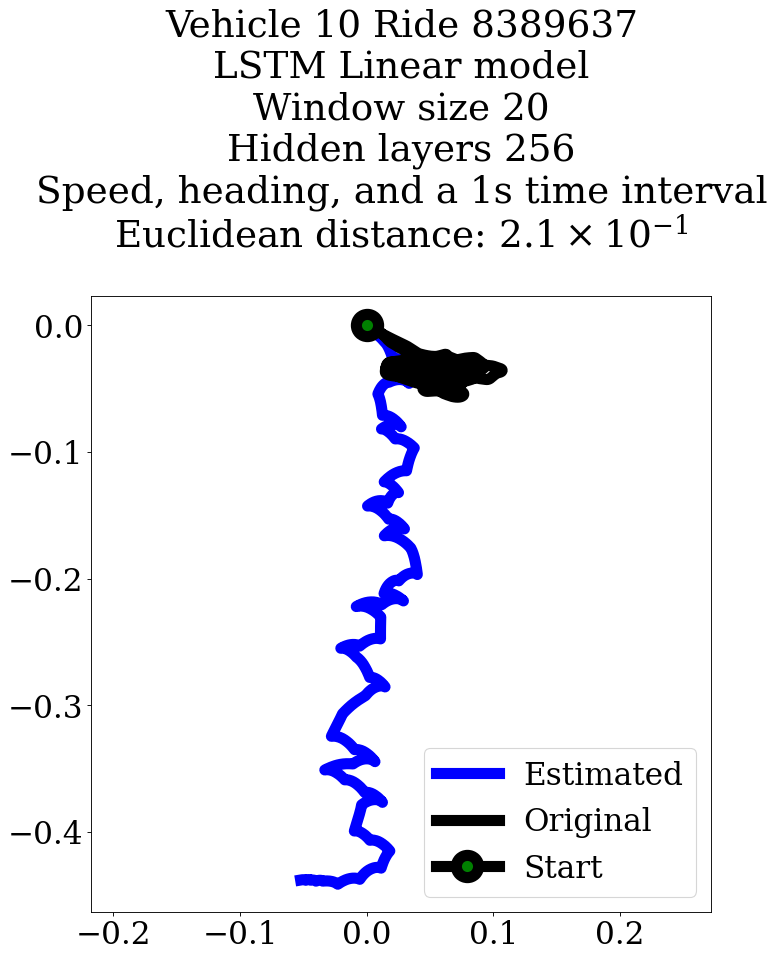 Vehicle 10 Ride 8389637
LSTM Linear model
Window size 20
Hidden layers 256
Speed, heading, and a 1s time interval
Euclidean distance: 2.1 × 10⁻¹
0.0
−0.1
−0.2
−0.3
−0.4
Estimated
Original
Start
−0.2 −0.1 0.0 0.1 0.2